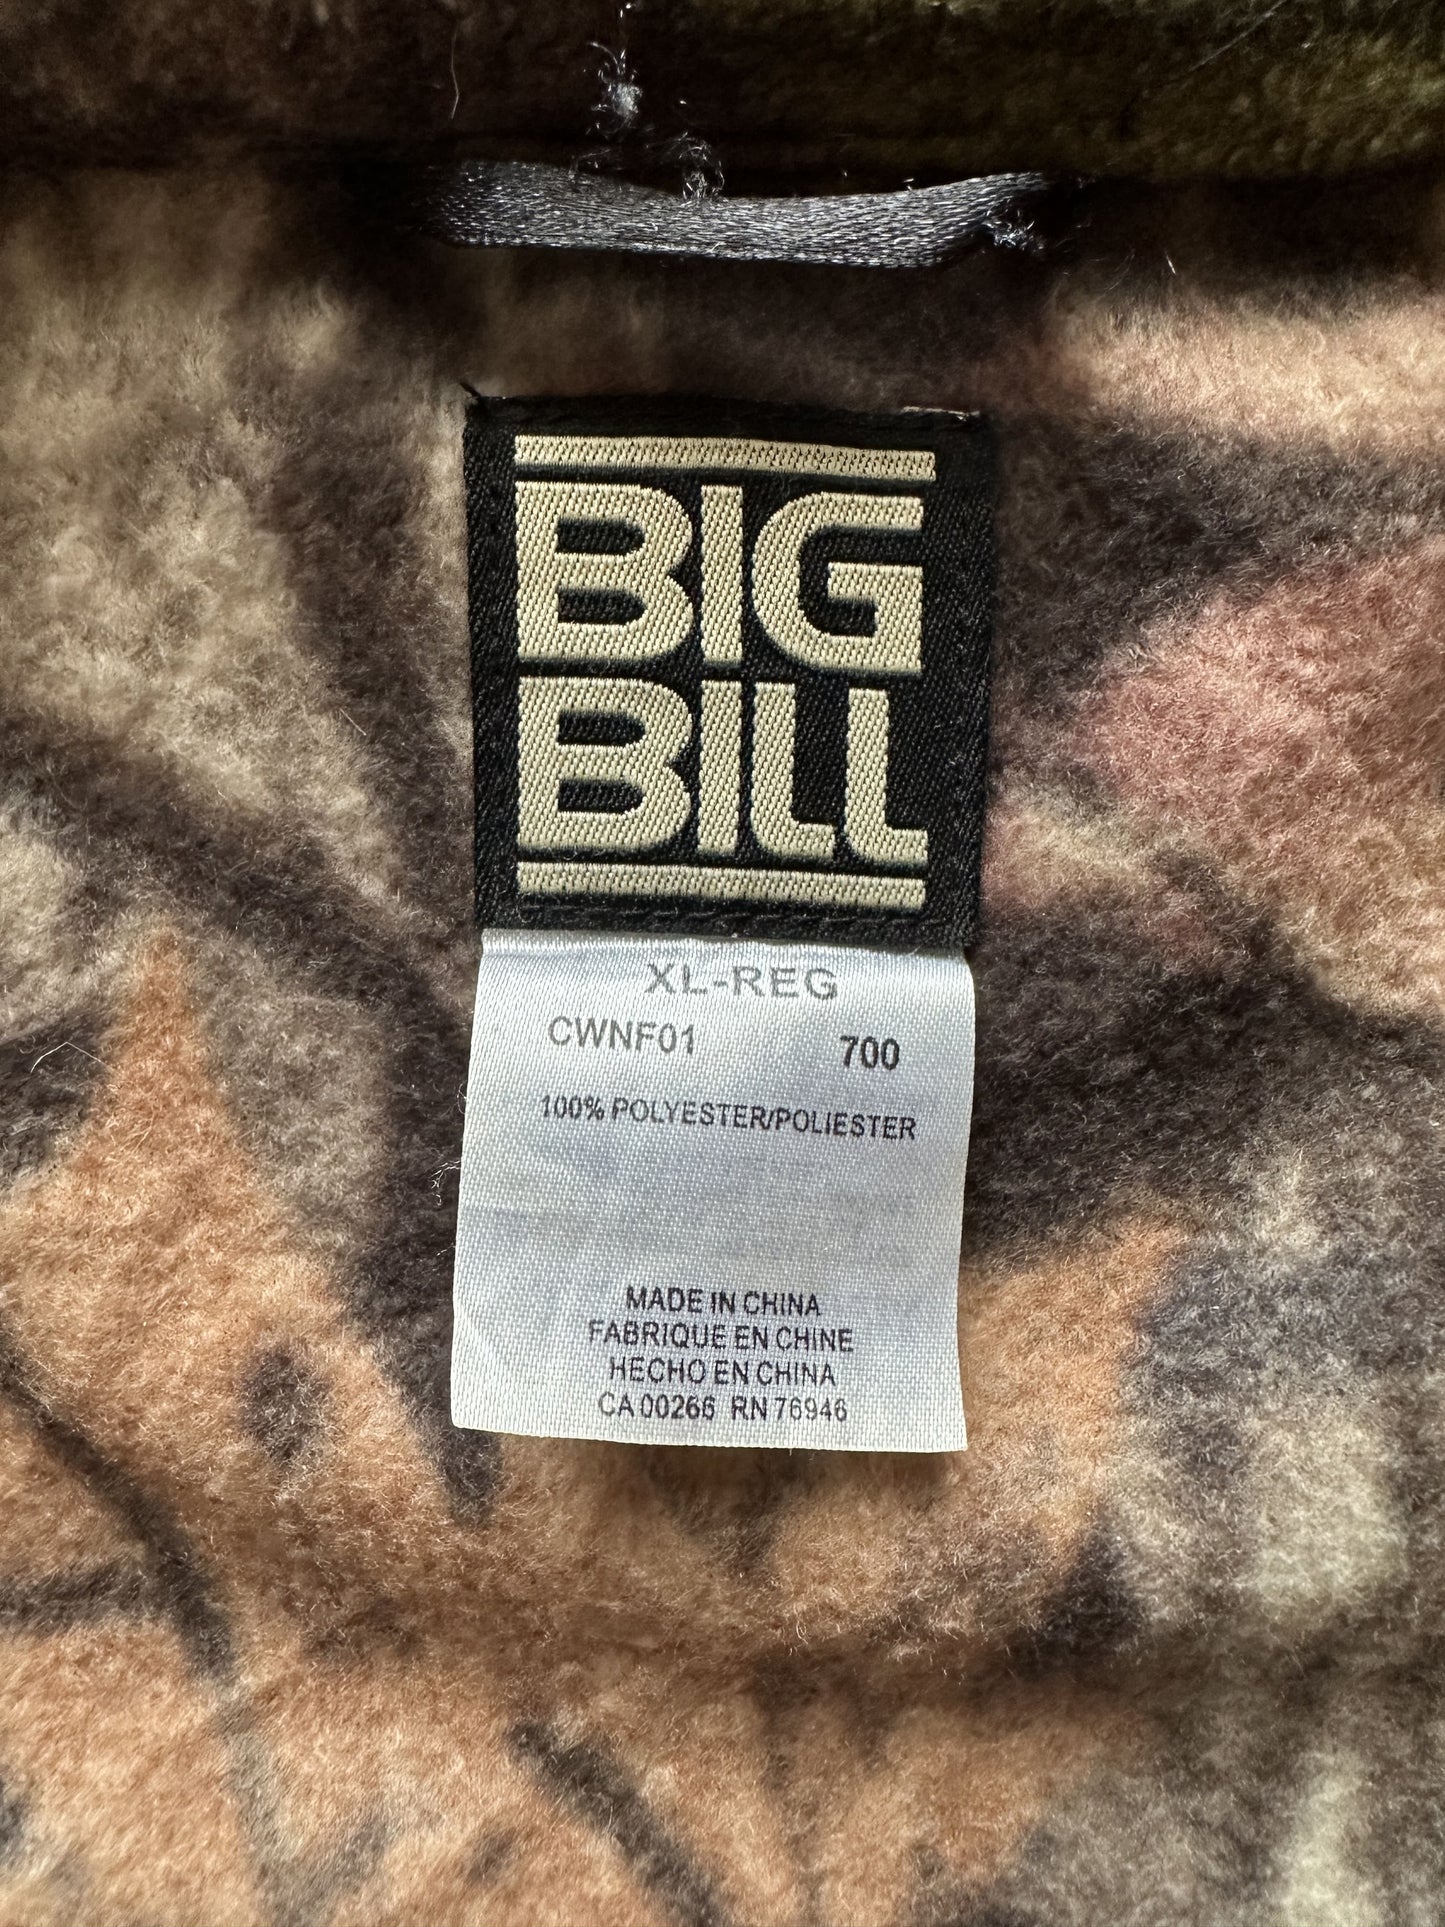 BIG
BILL
XL-REG
CWNF01 700
100% POLYESTER/POLIESTER
MADE IN CHINA
FABRIQUE EN CHINE
HECHO EN CHINA
CA 00266 RN 76946